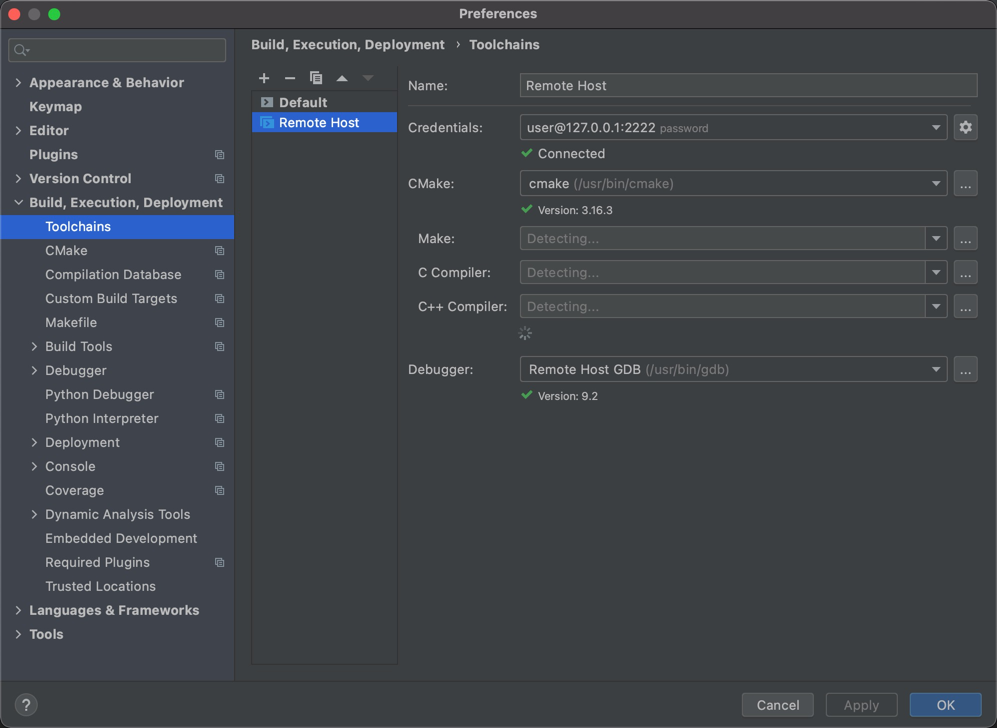 Preferences
Build, Execution, Deployment › Toolchains
Appearance & Behavior
Keymap
Editor
Plugins
Version Control
Build, Execution, Deployment
Toolchains
CMake
Compilation Database
Custom Build Targets
Makefile
Build Tools
Debugger
Python Debugger
Python Interpreter
Deployment
Console
Coverage
Dynamic Analysis Tools
Embedded Development
Required Plugins
Trusted Locations
Languages & Frameworks
Tools
Default
Remote Host
Name: Remote Host
Credentials: user@127.0.0.1:2222 password
Connected
CMake: cmake (/usr/bin/cmake)
...
Version: 3.16.3
Make: Detecting...
...
C Compiler: Detecting...
...
C++ Compiler: Detecting...
...
Debugger: Remote Host GDB (/usr/bin/gdb)
...
Version: 9.2
?
Cancel
Apply
OK